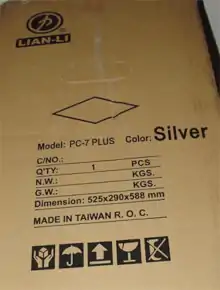 LIAN-LI
Model: PC-7 PLUS Color: Silver
C/NO.:
Q'TY: 1 PCS
N.W.: KGS.
G.W.: KGS.
Dimension: 525x290x588 mm
MADE IN TAIWAN R. O. C.